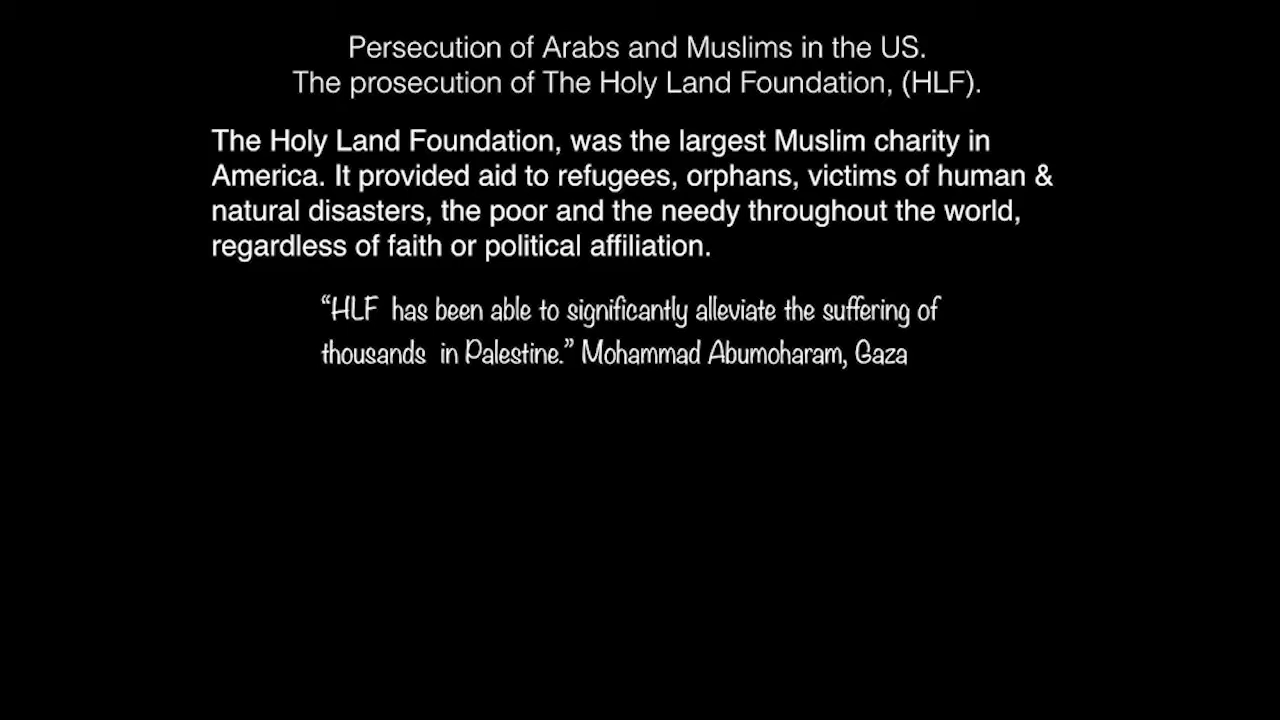 Persecution of Arabs and Muslims in the US.
The prosecution of The Holy Land Foundation, (HLF).
The Holy Land Foundation, was the largest Muslim charity in
America. It provided aid to refugees, orphans, victims of human &
natural disasters, the poor and the needy throughout the world,
regardless of faith or political affiliation.
“HLF has been able to significantly alleviate the suffering of
thousands in Palestine.” Mohammad Abumoharam, Gaza